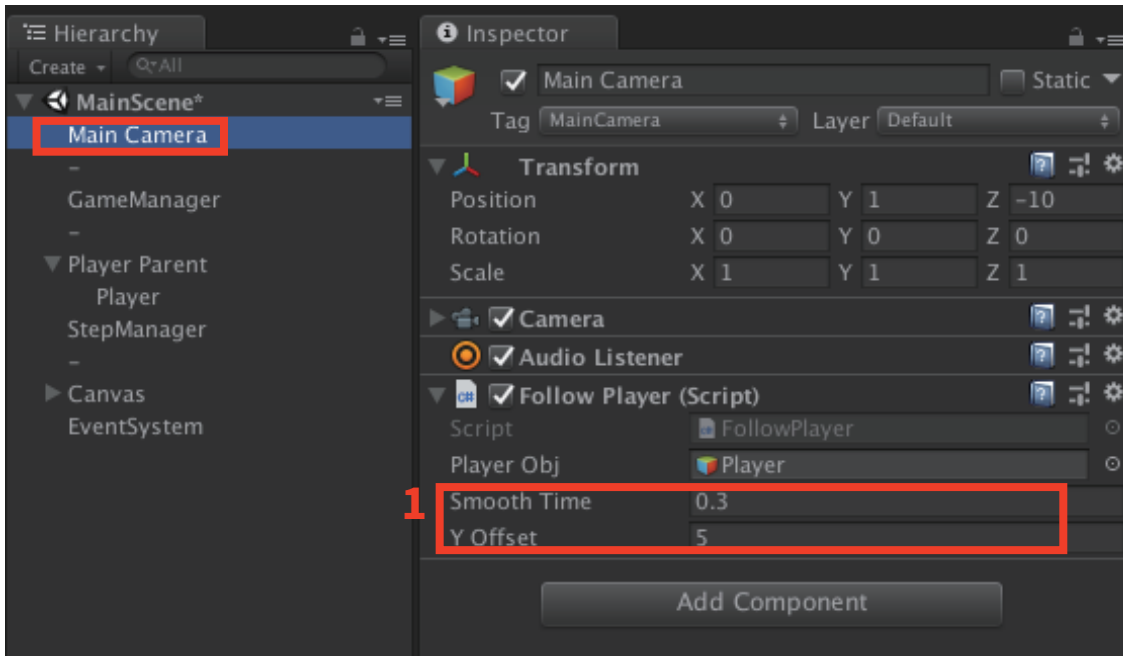 Hierarchy
Create All
MainScene*
Main Camera
–
GameManager
–
Player Parent
Player
StepManager
–
Canvas
EventSystem
Inspector
Main Camera Static
Tag MainCamera Layer Default
Transform
Position X 0 Y 1 Z -10
Rotation X 0 Y 0 Z 0
Scale X 1 Y 1 Z 1
Camera
Audio Listener
C# Follow Player (Script)
Script FollowPlayer
Player Obj Player
1 Smooth Time 0.3
Y Offset 5
Add Component